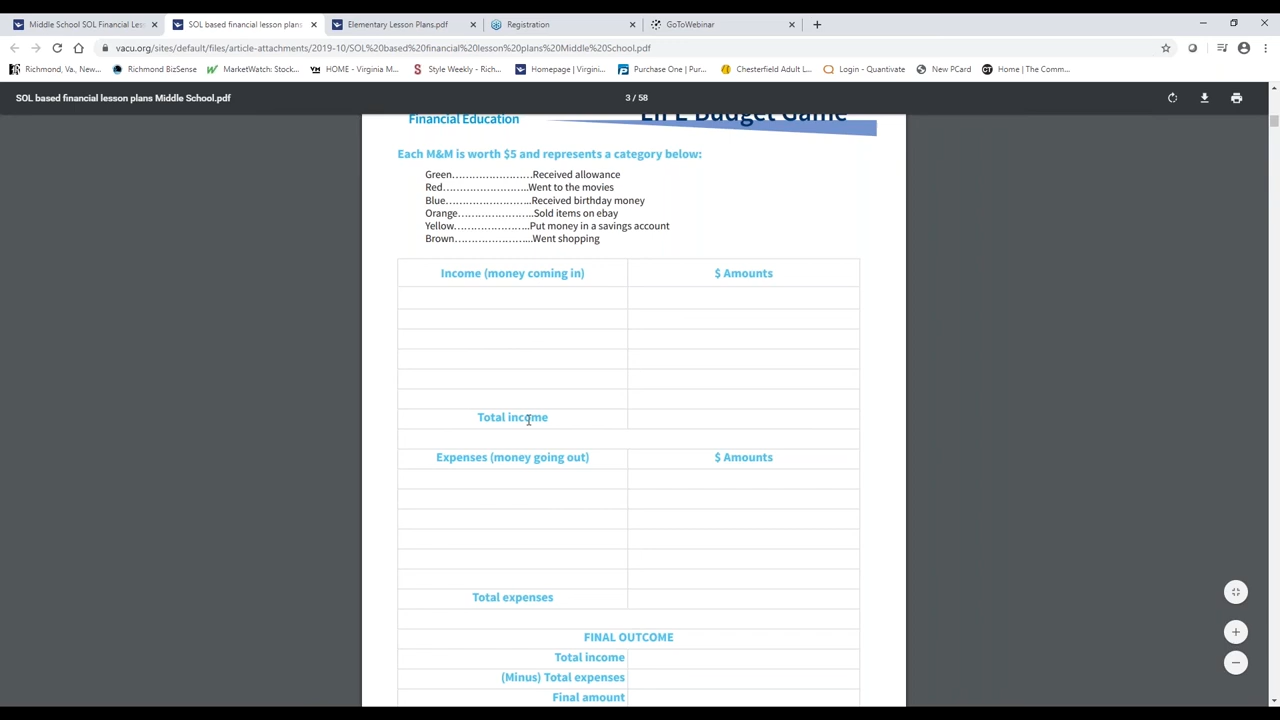 Middle School SOL Financial Less
SOL based financial lesson plans
Elementary Lesson Plans.pdf
Registration
GoToWebinar
vacu.org/sites/default/files/article-attachments/2019-10/SOL%20based%20financial%20lesson%20plans%20Middle%20School.pdf
Richmond, Va., New...
Richmond BizSense
MarketWatch: Stock...
HOME - Virginia M...
Style Weekly - Rich...
Homepage | Virgini...
Purchase One | Pur...
Chesterfield Adult L...
Login - Quantivate
New PCard
Home | The Comm...
SOL based financial lesson plans Middle School.pdf
3 / 58
Financial Education
Budget Game
Each M&M is worth $5 and represents a category below:
Green........................Received allowance
Red..........................Went to the movies
Blue.........................Received birthday money
Orange.......................Sold items on ebay
Yellow.......................Put money in a savings account
Brown........................Went shopping
Income (money coming in) $ Amounts
Total income
Expenses (money going out) $ Amounts
Total expenses
FINAL OUTCOME
Total income
(Minus) Total expenses
Final amount